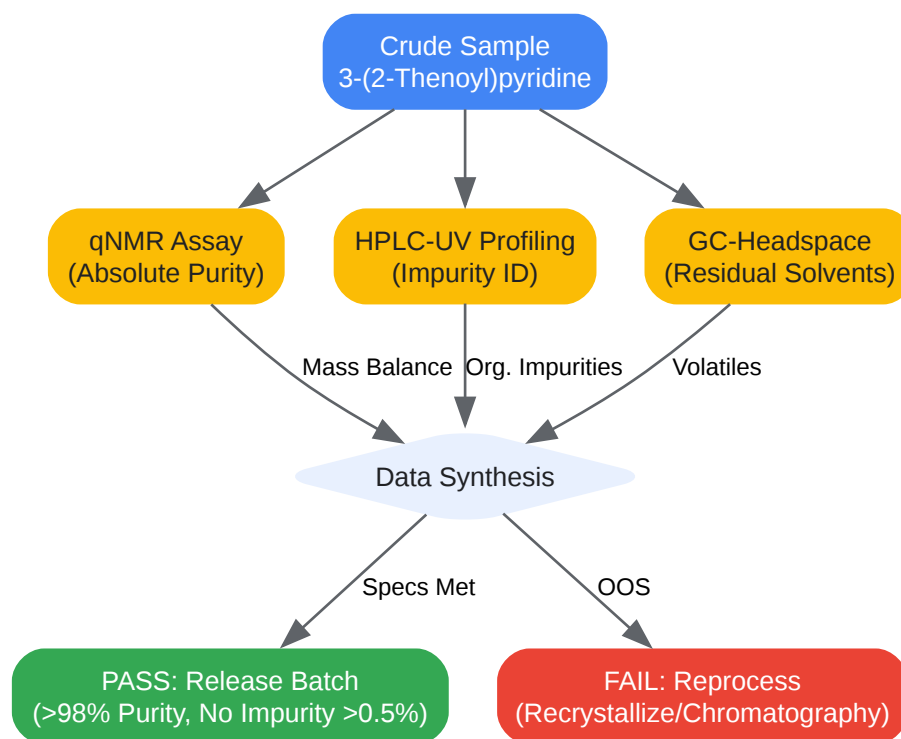 Crude Sample
3-(2-Thenoyl)pyridine
qNMR Assay
(Absolute Purity)
HPLC-UV Profiling
(Impurity ID)
GC-Headspace
(Residual Solvents)
Mass Balance
Org. Impurities
Volatiles
Data Synthesis
Specs Met
OOS
PASS: Release Batch
(>98% Purity, No Impurity >0.5%)
FAIL: Reprocess
(Recrystallize/Chromatography)